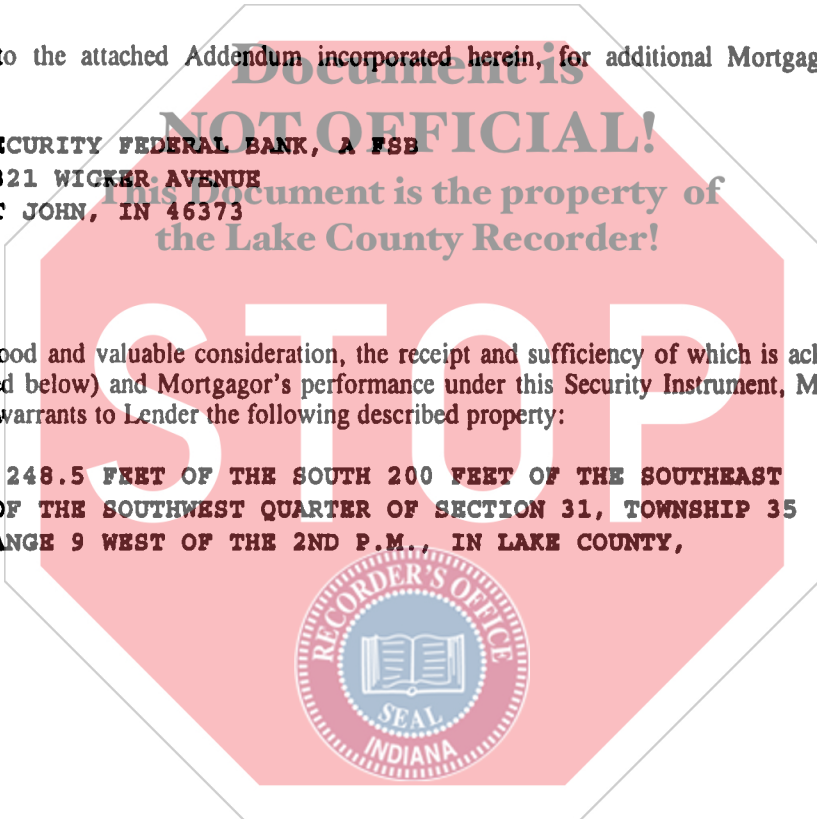 to the attached Addendum incorporated herein, for additional Mortgag
Document is
NOT OFFICIAL!
CURITY FEDERAL BANK, A FSB
321 WICKER AVENUE
This Document is the property of
T JOHN, IN 46373
the Lake County Recorder!
STOP
ood and valuable consideration, the receipt and sufficiency of which is ack
d below) and Mortgagor's performance under this Security Instrument, M
warrants to Lender the following described property:
248.5 FEET OF THE SOUTH 200 FEET OF THE SOUTHEAST
OF THE SOUTHWEST QUARTER OF SECTION 31, TOWNSHIP 35
ANGE 9 WEST OF THE 2ND P.M., IN LAKE COUNTY,
RECORDER'S OFFICE
SEAL
INDIANA